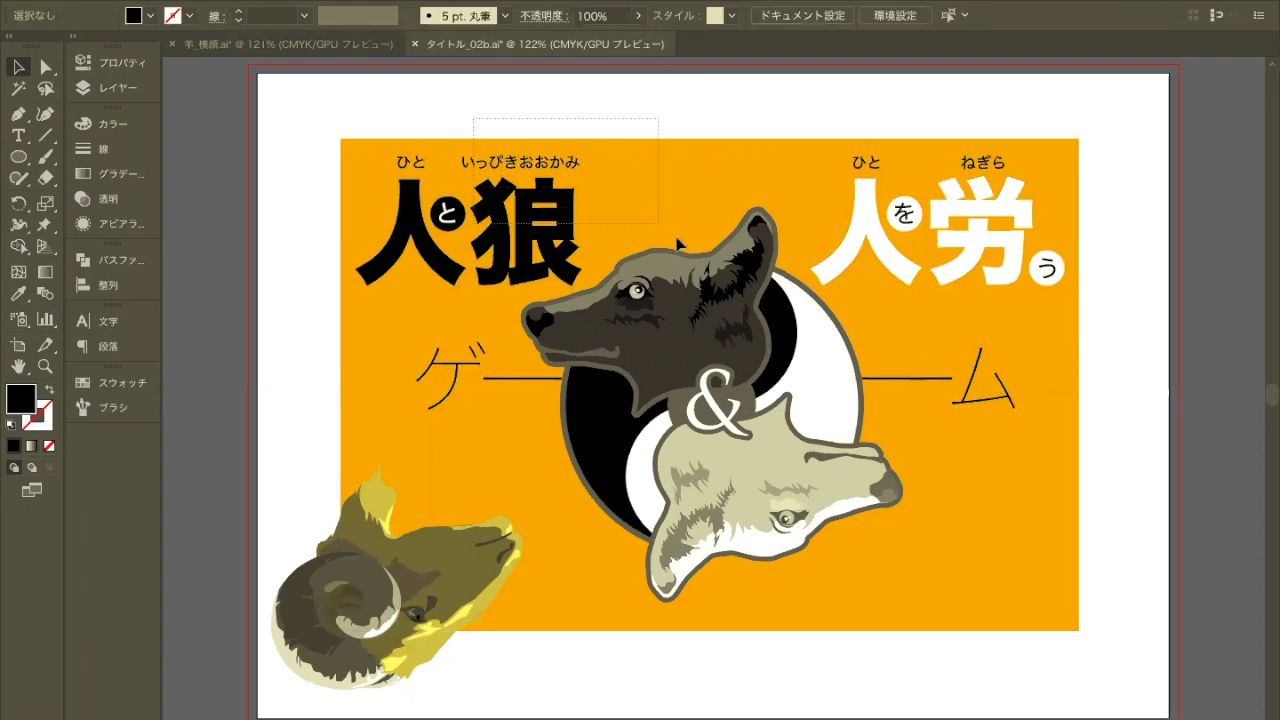 選択なし
線 :
5 pt. 丸筆
不透明度 : 100%
スタイル :
ドキュメント設定
環境設定
× 羊_横顔.ai* @ 121% (CMYK/GPU プレビュー)
× タイトル_02b.ai* @ 122% (CMYK/GPU プレビュー)
プロパティ
レイヤー
カラー
線
グラデー...
透明
アピアラ...
パスファ...
整列
文字
段落
スウォッチ
ブラシ
ひと いっぴきおおかみ
人と狼
ひと ねぎら
人を労う
ゲーム
&